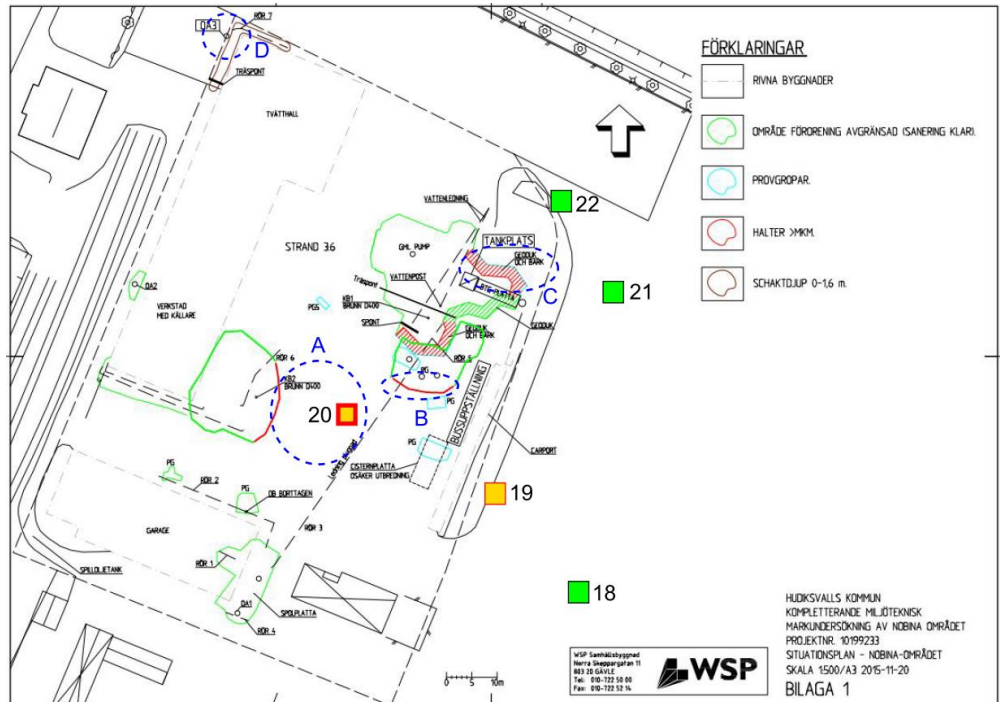 RÖR 7
OA3
D
TRÄSPONT
TVÄTTHALL
FÖRKLARINGAR
RIVNA BYGGNADER
OMRÅDE FÖRORENING AVGRÄNSAD (SANERING KLAR).
PROVGROPAR.
HALTER >MKM.
SCHAKTDJUP 0-1,6 m.
VATTENLEDNING
22
STRAND 3:6
GML PUMP
TANKPLATS
GEODUK
OCH BARK
C
21
VATTENPOST
BTG PLATTA
Träspont
OA2
VERKSTAD
MED KÄLLARE
PGS
KB1
BRUNN D400
SPONT
GEODUK
GEODUK
OCH BARK
RÖR 5
A
RÖR 6
KB2
BRUNN D400
PG
B
PG
20
BUSSUPPSTÄLLNING
PG
CARPORT
CISTERNPLATTA
OSÄKER UTBREDNING
19
PG
RÖR 2
PG
OB BORTTAGEN
RÖR 3
GARAGE
RÖR 1
SPILLOLJETANK
SPOLPLATTA
OA1
RÖR 4
18
0 5 10m
WSP Samhällsbyggnad
Norra Skeppargatan 11
803 20 GÄVLE
Tel: 010-722 50 00
Fax: 010-722 52 14
WSP
HUDIKSVALLS KOMMUN
KOMPLETTERANDE MILJÖTEKNISK
MARKUNDERSÖKNING AV NOBINA OMRÅDET
PROJEKTNR. 10199233
SITUATIONSPLAN - NOBINA-OMRÅDET
SKALA 1:500/A3 2015-11-20
BILAGA 1